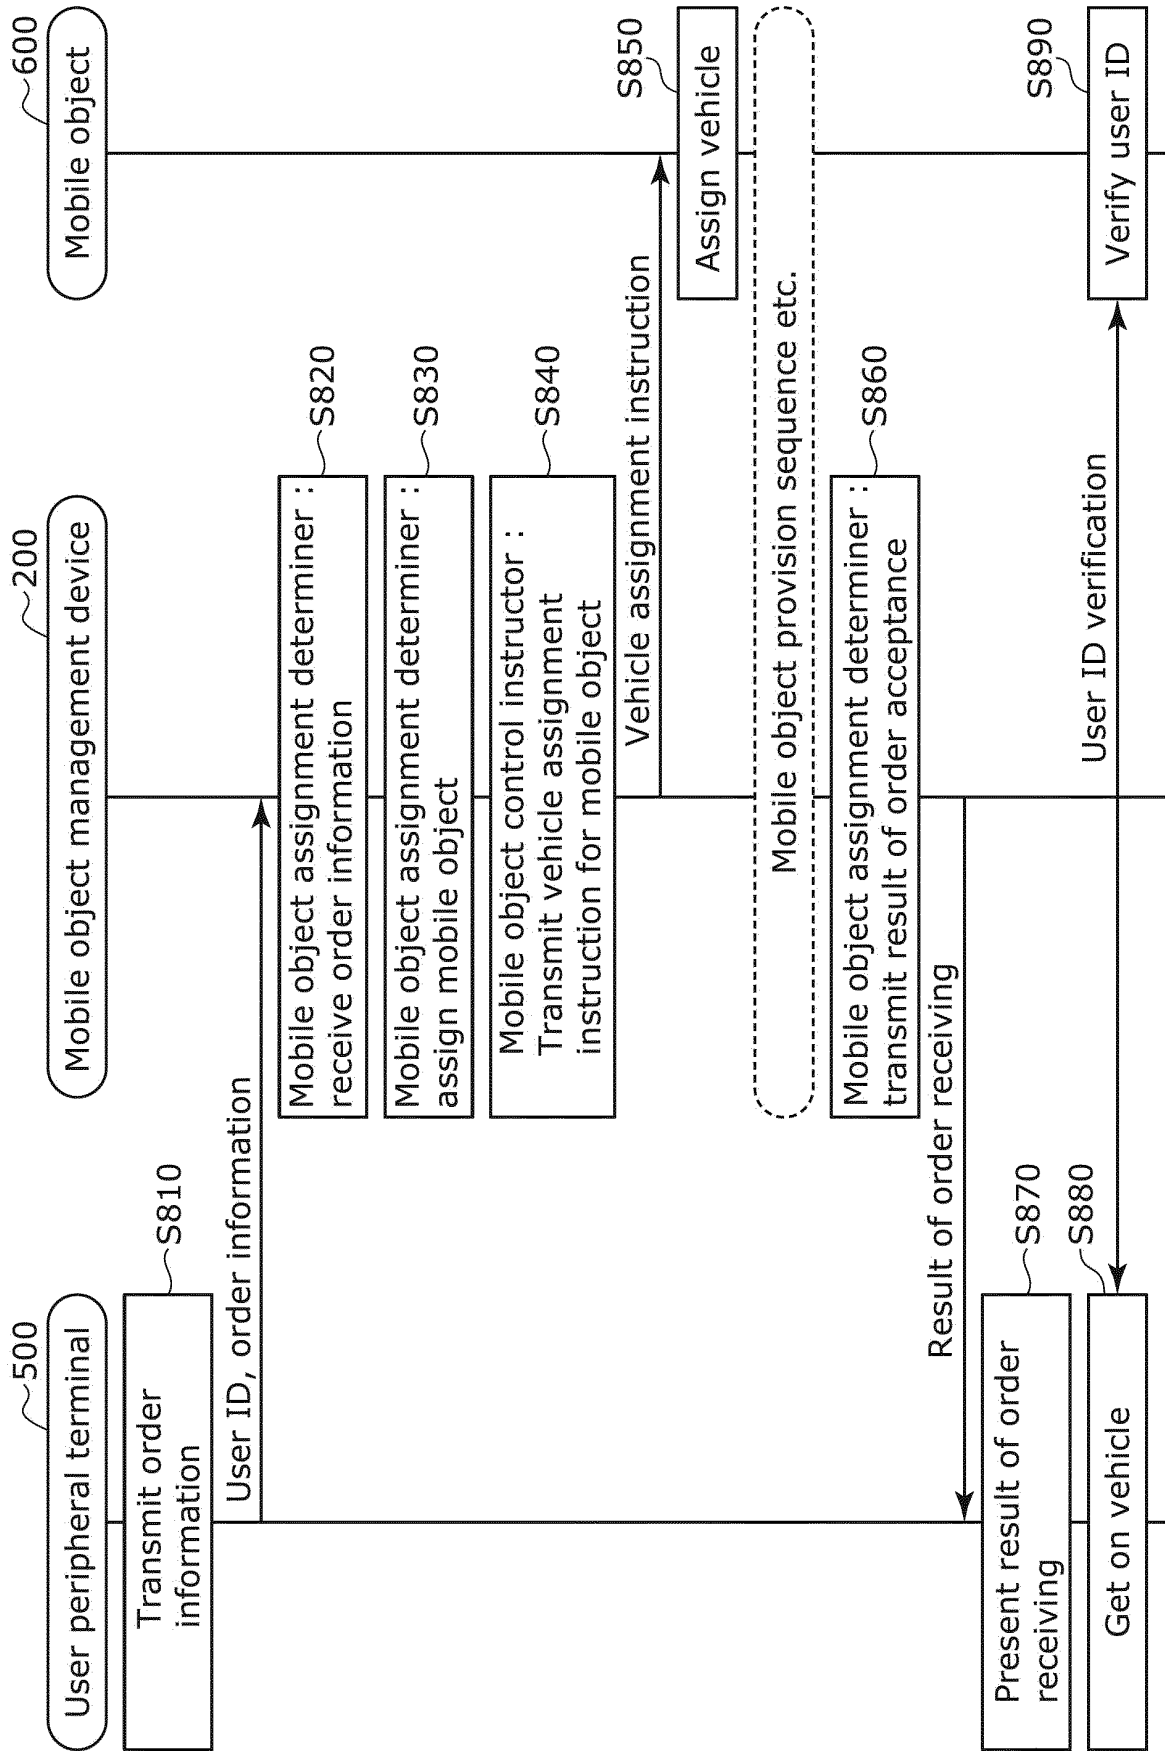 500
User peripheral terminal
200
Mobile object management device
600
Mobile object
S810
Transmit order
information
User ID, order information
S820
Mobile object assignment determiner :
receive order information
S830
Mobile object assignment determiner :
assign mobile object
S840
Mobile object control instructor :
Transmit vehicle assignment
instruction for mobile object
Vehicle assignment instruction
S850
Assign vehicle
Mobile object provision sequence etc.
S860
Mobile object assignment determiner :
transmit result of order acceptance
Result of order receiving
S870
Present result of order
receiving
S880
Get on vehicle
User ID verification
S890
Verify user ID